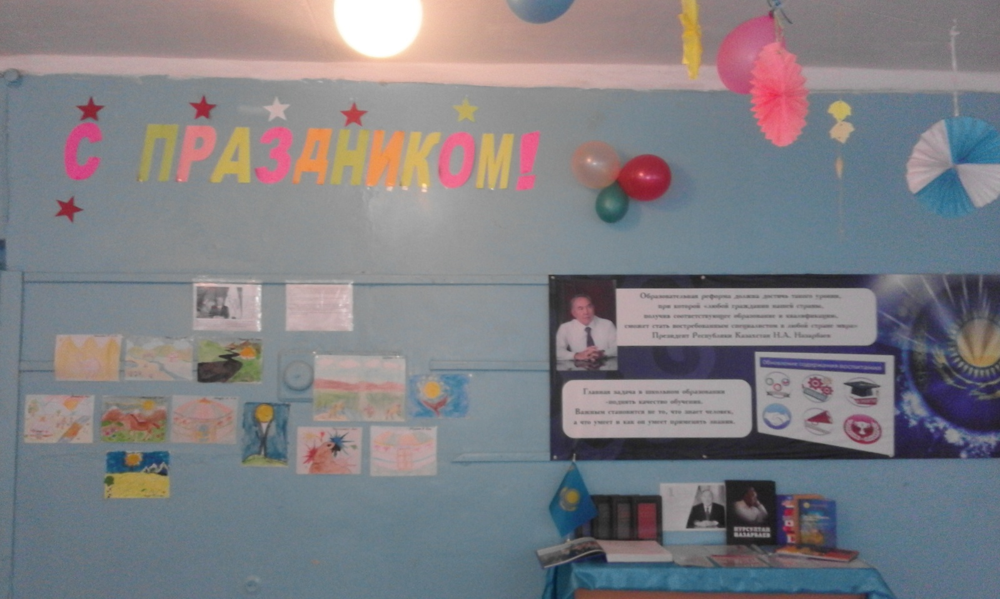 С ПРАЗДНИКОМ!
Образовательная реформа должна достичь такого уровня,
при которой «любой гражданин нашей страны,
получив соответствующее образование и квалификацию,
сможет стать востребованным специалистом в любой стране мира»
Президент Республики Казахстан Н.А. Назарбаев
Обновление содержания воспитания
Главная задача в школьном образовании
-поднять качество обучения.
Важным становится не то, что знает человек,
а что умеет и как он умеет применять знания.
НУРСУЛТАН
НАЗАРБАЕВ